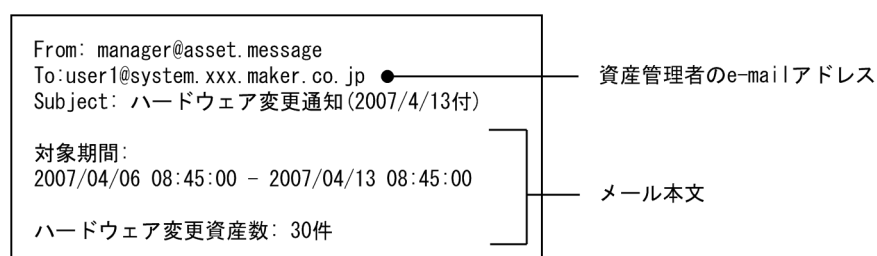 From: manager@asset.message
To:user1@system.xxx.maker.co.jp
資産管理者のe-mailアドレス
Subject: ハードウェア変更通知(2007/4/13付)
対象期間:
2007/04/06 08:45:00 - 2007/04/13 08:45:00
メール本文
ハードウェア変更資産数: 30件